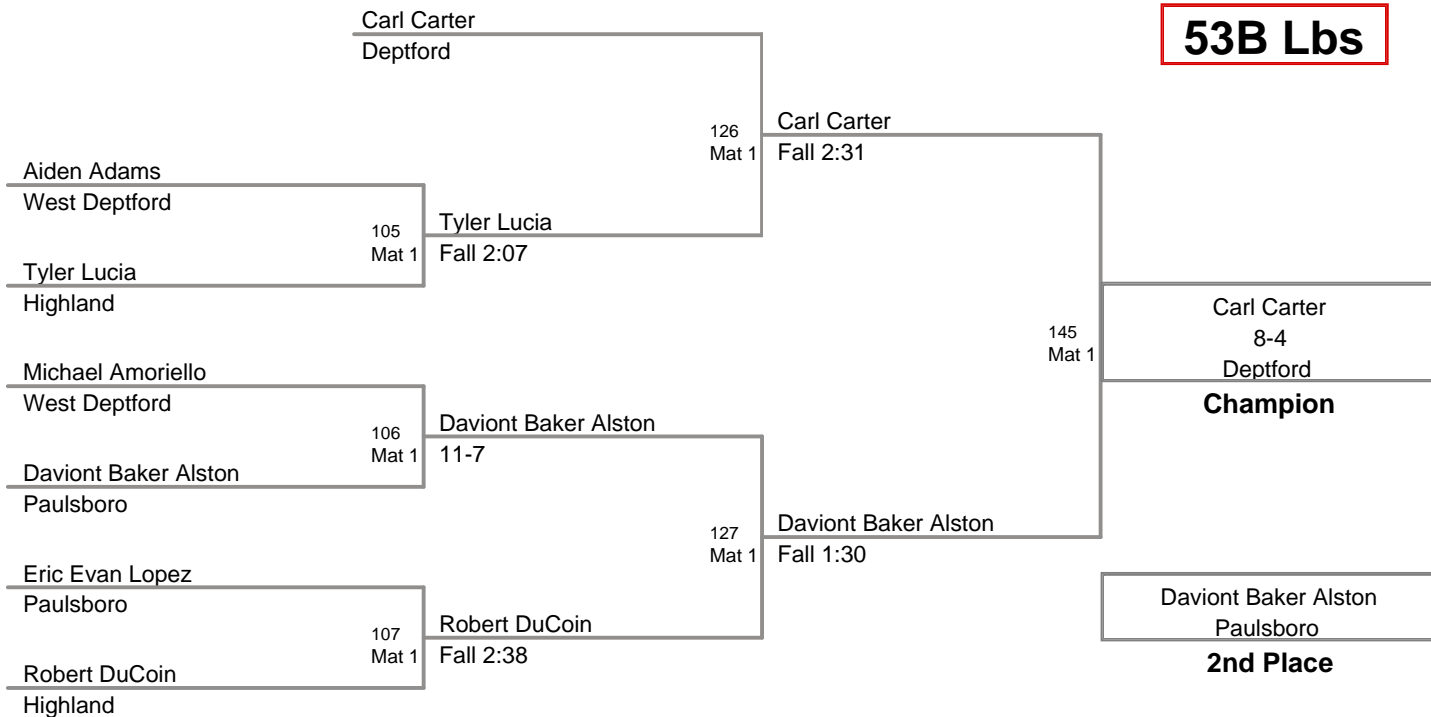 Carl Carter
Deptford
53B Lbs
126
Mat 1
Carl Carter
Fall 2:31
Aiden Adams
West Deptford
105
Mat 1
Tyler Lucia
Fall 2:07
Tyler Lucia
Highland
145
Mat 1
Carl Carter
8-4
Deptford
Champion
Michael Amoriello
West Deptford
106
Mat 1
Daviont Baker Alston
11-7
Daviont Baker Alston
Paulsboro
127
Mat 1
Daviont Baker Alston
Fall 1:30
Eric Evan Lopez
Paulsboro
107
Mat 1
Robert DuCoin
Fall 2:38
Robert DuCoin
Highland
Daviont Baker Alston
Paulsboro
2nd Place